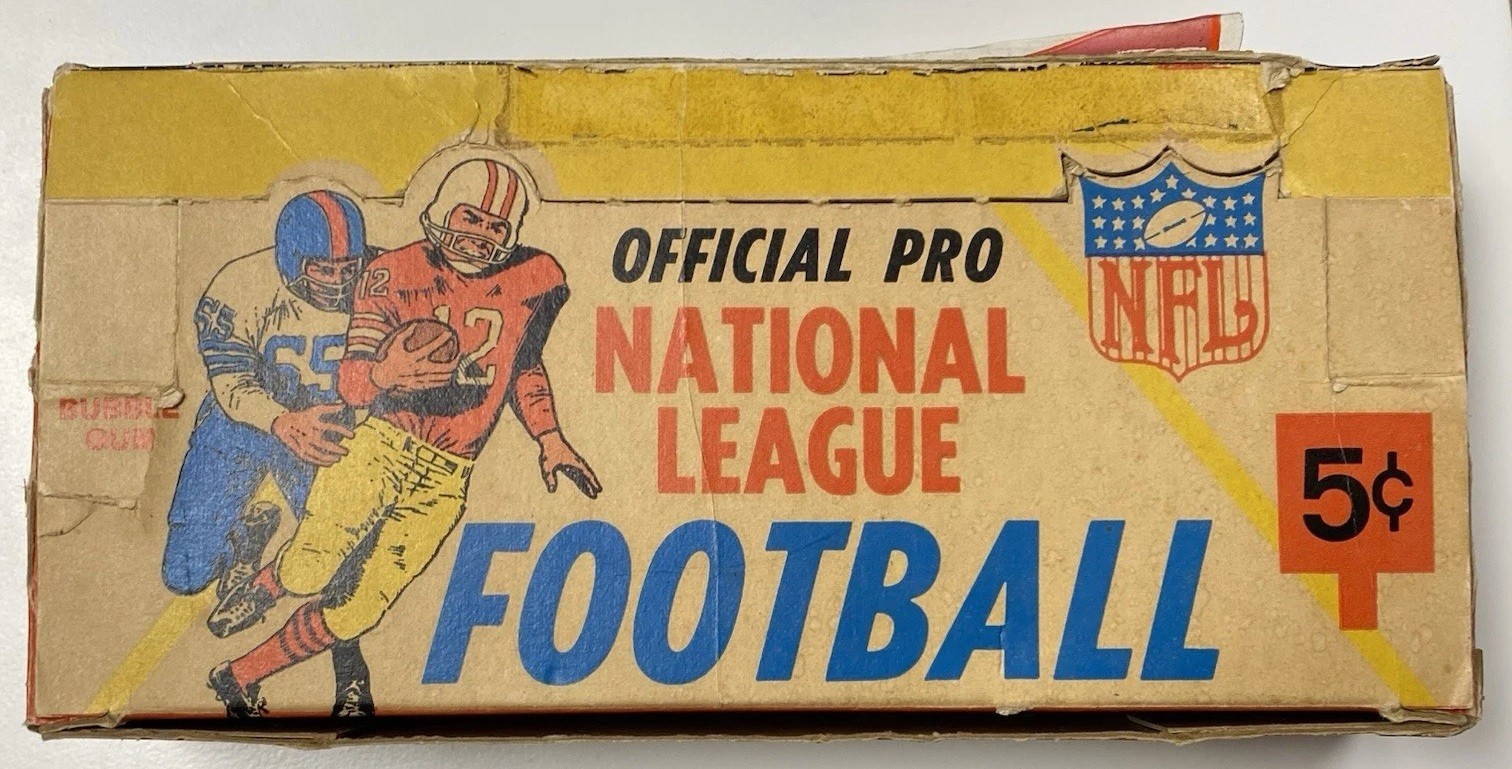 OFFICIAL PRO
NATIONAL
LEAGUE
FOOTBALL
NFL
5¢
BUBBLE
GUM
55
65
12
12